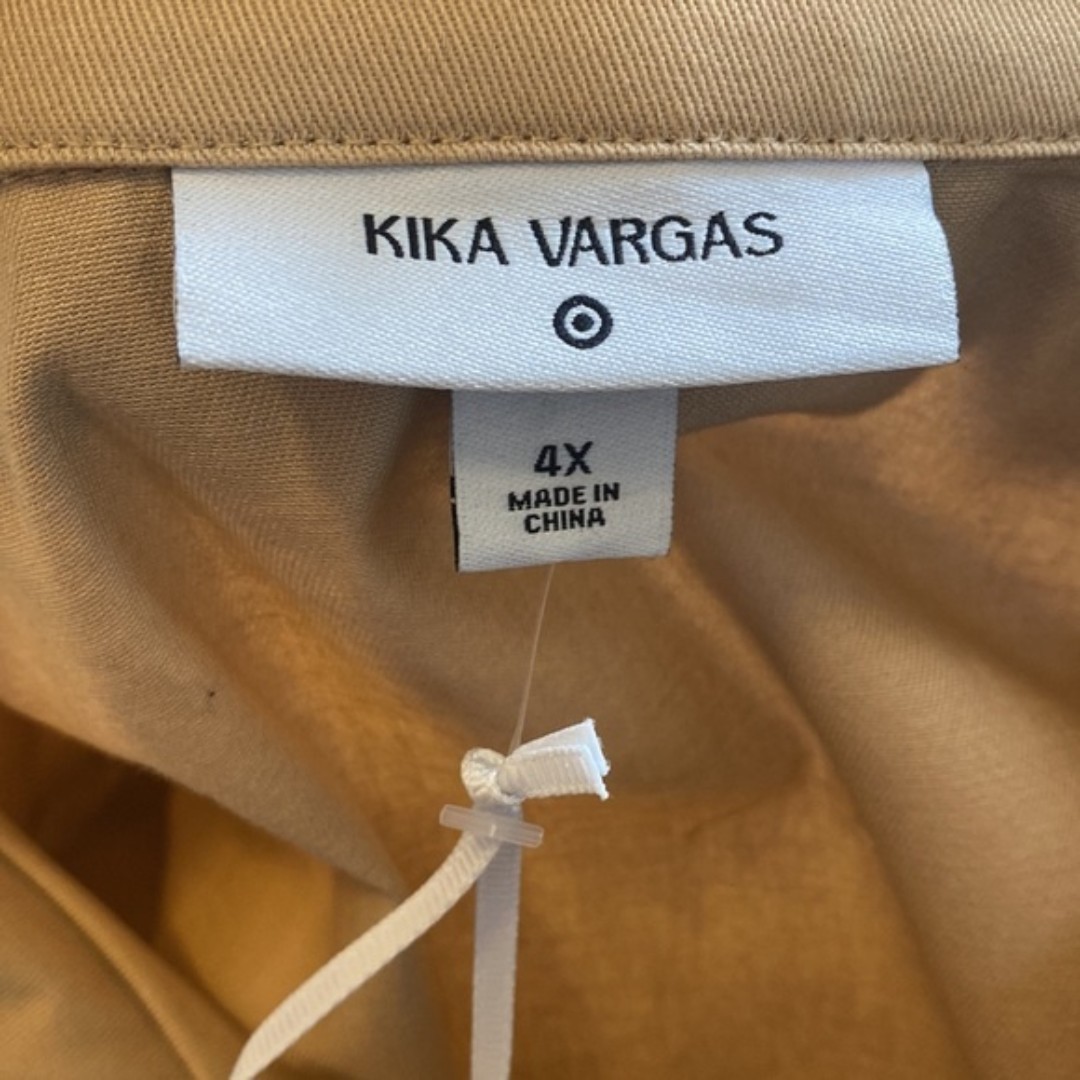 KIKA VARGAS
4X
MADE IN
CHINA